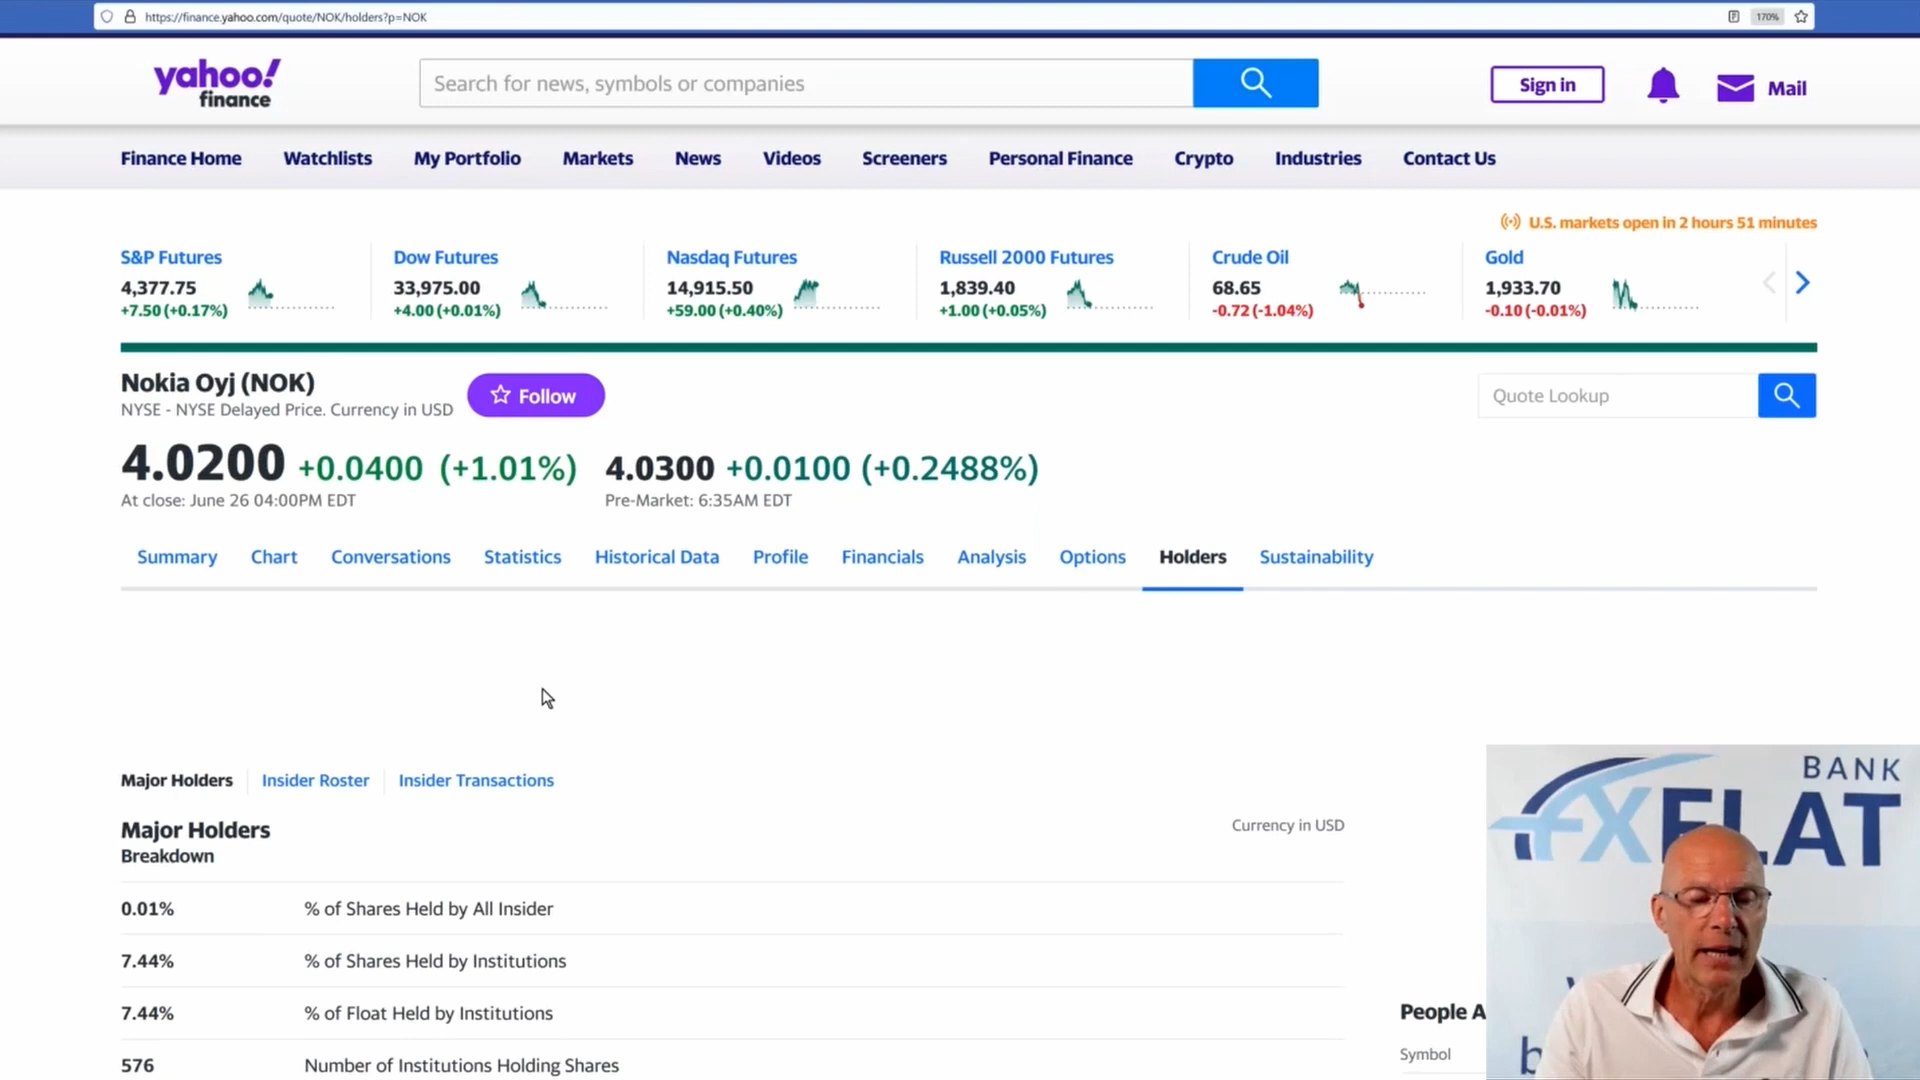 https://finance.yahoo.com/quote/NOK/holders?p=NOK
170%
yahoo!
finance
Search for news, symbols or companies
Sign in
Mail
Finance Home Watchlists My Portfolio Markets News Videos Screeners Personal Finance Crypto Industries Contact Us
U.S. markets open in 2 hours 51 minutes
S&P Futures Dow Futures Nasdaq Futures Russell 2000 Futures Crude Oil Gold
4,377.75 33,975.00 14,915.50 1,839.40 68.65 1,933.70
+7.50 (+0.17%) +4.00 (+0.01%) +59.00 (+0.40%) +1.00 (+0.05%) -0.72 (-1.04%) -0.10 (-0.01%)
Nokia Oyj (NOK)
NYSE - NYSE Delayed Price. Currency in USD
Follow
Quote Lookup
4.0200 +0.0400 (+1.01%) 4.0300 +0.0100 (+0.2488%)
At close: June 26 04:00PM EDT Pre-Market: 6:35AM EDT
Summary Chart Conversations Statistics Historical Data Profile Financials Analysis Options Holders Sustainability
Major Holders Insider Roster Insider Transactions
Major Holders
Currency in USD
Breakdown
0.01% % of Shares Held by All Insider
7.44% % of Shares Held by Institutions
7.44% % of Float Held by Institutions
576 Number of Institutions Holding Shares
People A
Symbol
BANK
FXFLAT